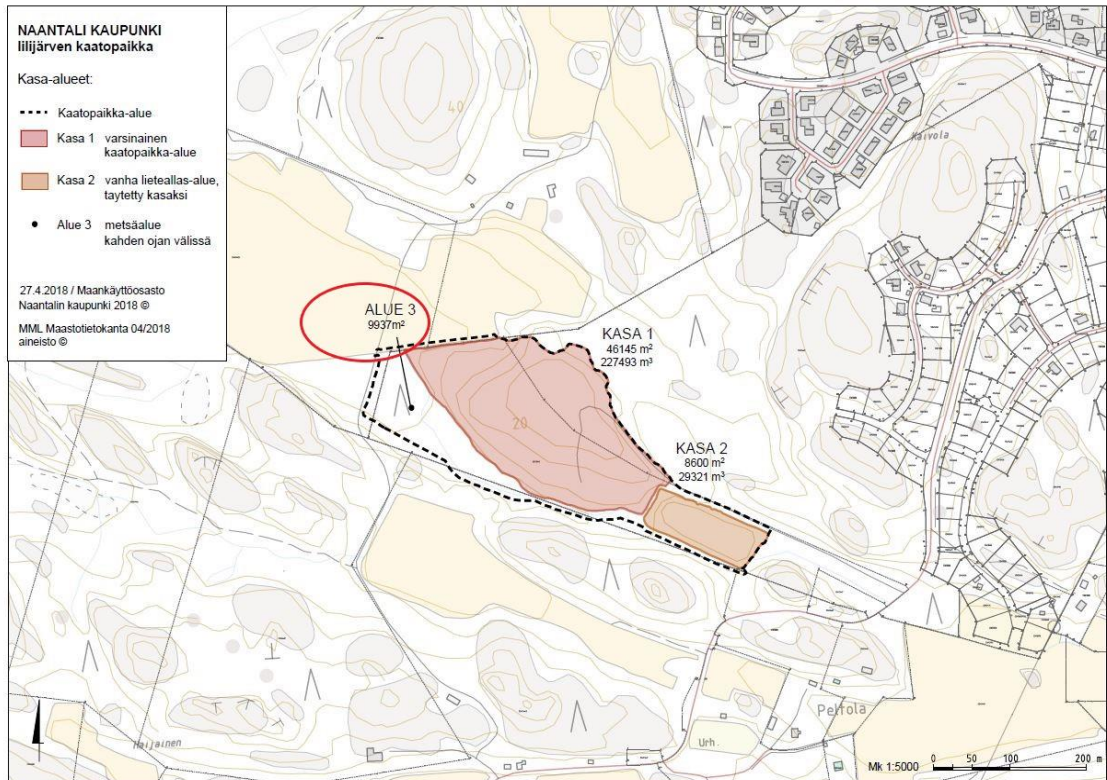 NAANTALI KAUPUNKI
Iilijärven kaatopaikka
Kasa-alueet:
Kaatopaikka-alue
Kasa 1 varsinainen
kaatopaikka-alue
Kasa 2 vanha lieteallas-alue,
taytetty kasaksi
Alue 3 metsäalue
kahden ojan välissä
27.4.2018 / Maankäyttöosasto
Naantalin kaupunki 2018 ©
MML Maastotietokanta 04/2018
aineisto ©
40
Kaivola
ALUE 3
9937m²
KASA 1
46145 m²
227493 m³
20
KASA 2
8600 m²
29321 m³
Peltola
Haijainen
Urh.
Mk 1:5000
0 50 100 200 m